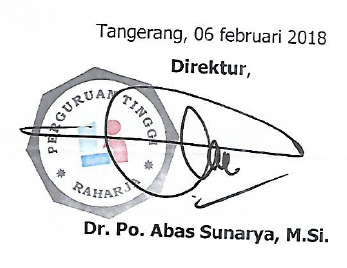 Tangerang, 06 februari 2018
Direktur,
PERGURUAN TINGGI
RAHARJA
Dr. Po. Abas Sunarya, M.Si.